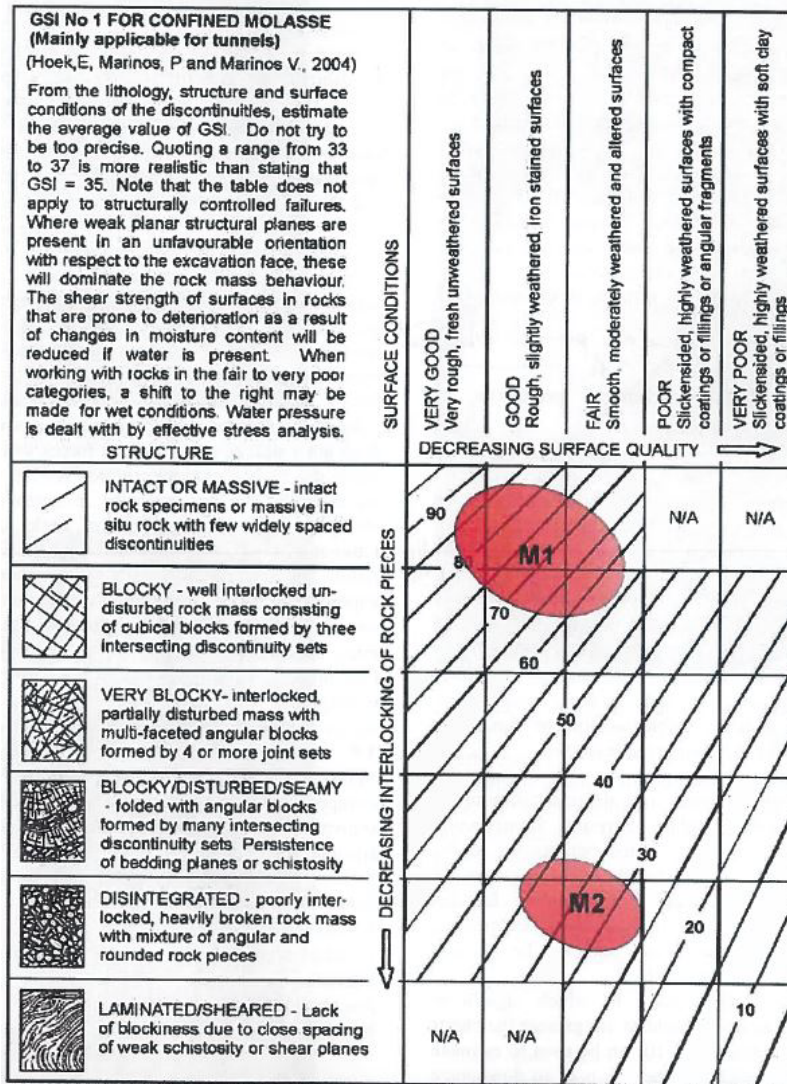 GSI No 1 FOR CONFINED MOLASSE
(Mainly applicable for tunnels)
(Hoek,E, Marinos, P and Marinos V., 2004)
From the lithology, structure and surface
conditions of the discontinuities, estimate
the average value of GSI. Do not try to
be too precise. Quoting a range from 33
to 37 is more realistic than stating that
GSI = 35. Note that the table does not
apply to structurally controlled failures.
Where weak planar structural planes are
present in an unfavourable orientation
with respect to the excavation face, these
will dominate the rock mass behaviour.
The shear strength of surfaces in rocks
that are prone to deterioration as a result
of changes in moisture content will be
reduced if water is present. When
working with rocks in the fair to very poor
categories, a shift to the right may be
made for wet conditions. Water pressure
is dealt with by effective stress analysis.
STRUCTURE
SURFACE CONDITIONS
VERY GOOD
Very rough, fresh unweathered surfaces
GOOD
Rough, slightly weathered, iron stained surfaces
FAIR
Smooth, moderately weathered and altered surfaces
POOR
Slickensided, highly weathered surfaces with compact
coatings or fillings or angular fragments
VERY POOR
Slickensided, highly weathered surfaces with soft clay
coatings or fillings
DECREASING SURFACE QUALITY
DECREASING INTERLOCKING OF ROCK PIECES
INTACT OR MASSIVE - intact
rock specimens or massive in
situ rock with few widely spaced
discontinuities
BLOCKY - well interlocked un-
disturbed rock mass consisting
of cubical blocks formed by three
intersecting discontinuity sets
VERY BLOCKY- interlocked,
partially disturbed mass with
multi-faceted angular blocks
formed by 4 or more joint sets
BLOCKY/DISTURBED/SEAMY
- folded with angular blocks
formed by many intersecting
discontinuity sets Persistence
of bedding planes or schistosity
DISINTEGRATED - poorly inter-
locked, heavily broken rock mass
with mixture of angular and
rounded rock pieces
LAMINATED/SHEARED - Lack
of blockiness due to close spacing
of weak schistosity or shear planes
90
N/A
N/A
M1
80
70
60
50
40
30
M2
20
10
N/A
N/A